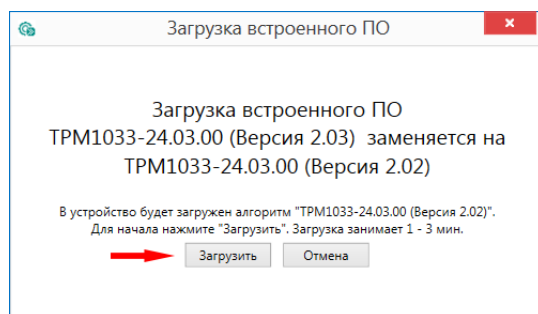 Загрузка встроенного ПО
Загрузка встроенного ПО
ТРМ1033-24.03.00 (Версия 2.03) заменяется на
ТРМ1033-24.03.00 (Версия 2.02)
В устройство будет загружен алгоритм "ТРМ1033-24.03.00 (Версия 2.02)".
Для начала нажмите "Загрузить". Загрузка занимает 1 - 3 мин.
Загрузить Отмена